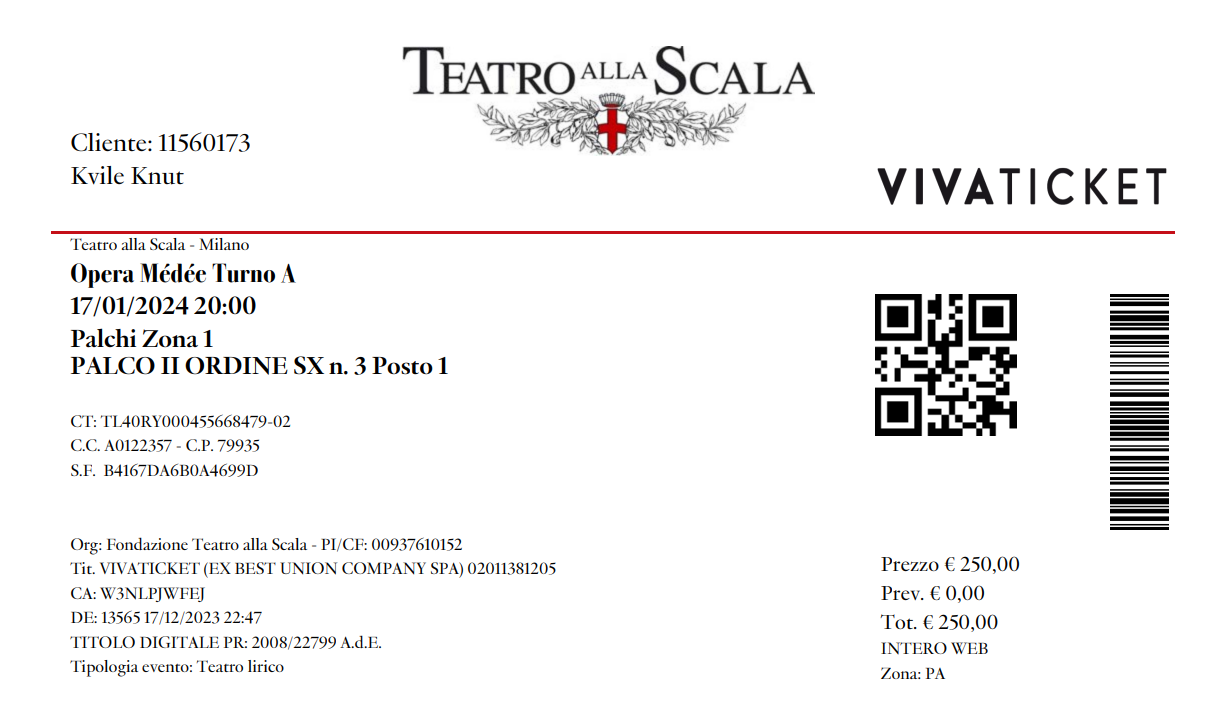 TEATRO ALLA SCALA
Cliente: 11560173
Kvile Knut
VIVATICKET
Teatro alla Scala - Milano
Opera Médée Turno A
17/01/2024 20:00
Palchi Zona 1
PALCO II ORDINE SX n. 3 Posto 1
CT: TL40RY000455668479-02
C.C. A0122357 - C.P. 79935
S.F. B4167DA6B0A4699D
Org: Fondazione Teatro alla Scala - PI/CF: 00937610152
Tit. VIVATICKET (EX BEST UNION COMPANY SPA) 02011381205
CA: W3NLPJWFEJ
DE: 13565 17/12/2023 22:47
TITOLO DIGITALE PR: 2008/22799 A.d.E.
Tipologia evento: Teatro lirico
Prezzo € 250,00
Prev. € 0,00
Tot. € 250,00
INTERO WEB
Zona: PA